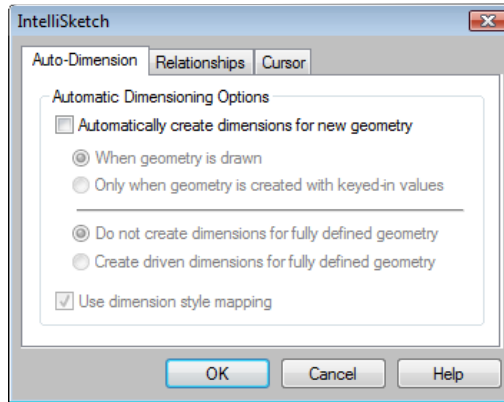 IntelliSketch
Auto-Dimension Relationships Cursor
Automatic Dimensioning Options
Automatically create dimensions for new geometry
When geometry is drawn
Only when geometry is created with keyed-in values
Do not create dimensions for fully defined geometry
Create driven dimensions for fully defined geometry
Use dimension style mapping
OK Cancel Help